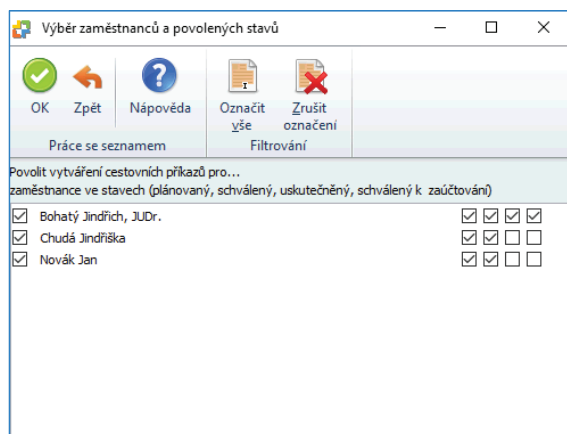 Výběr zaměstnanců a povolených stavů
OK
Zpět
Nápověda
Označit
vše
Zrušit
označení
Práce se seznamem
Filtrování
Povolit vytváření cestovních příkazů pro...
zaměstnance ve stavech (plánovaný, schválený, uskutečněný, schválený k zaúčtování)
Bohatý Jindřich, JUDr.
Chudá Jindřiška
Novák Jan